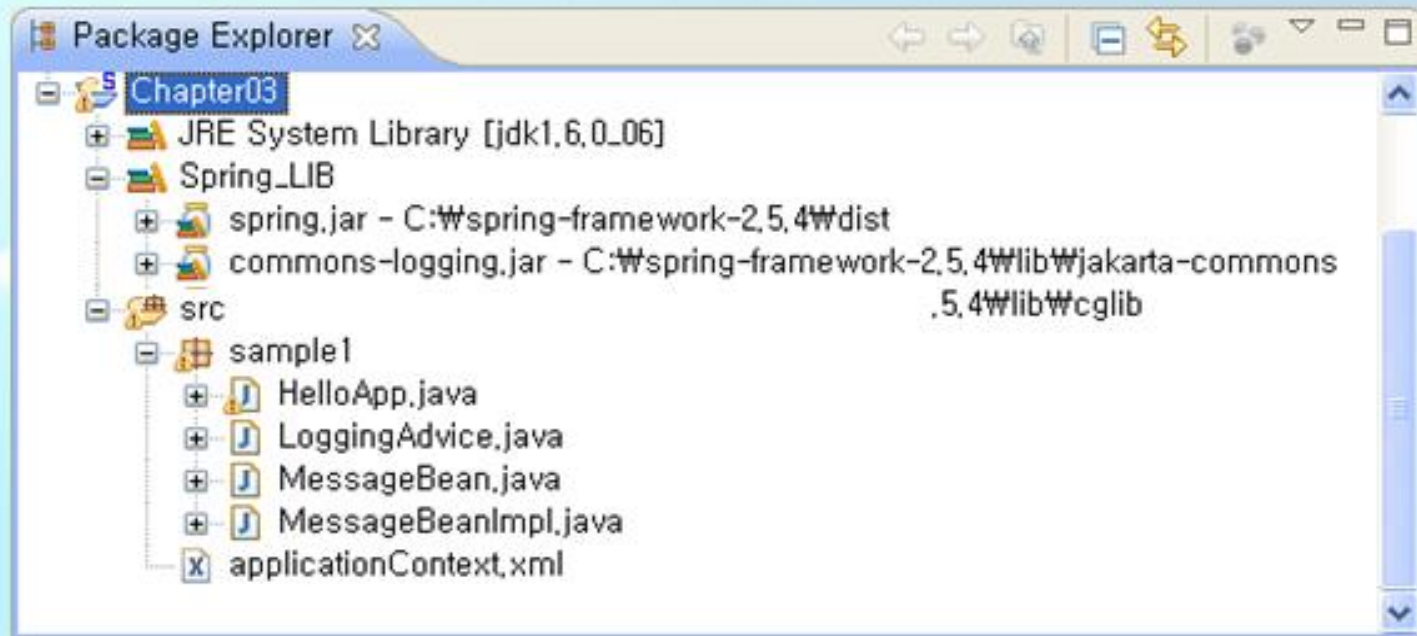 Package Explorer
Chapter03
JRE System Library [jdk1.6.0_06]
Spring_LIB
spring.jar - C:₩spring-framework-2.5.4₩dist
commons-logging.jar - C:₩spring-framework-2.5.4₩lib₩jakarta-commons
.5.4₩lib₩cglib
src
sample1
HelloApp.java
LoggingAdvice.java
MessageBean.java
MessageBeanImpl.java
applicationContext.xml